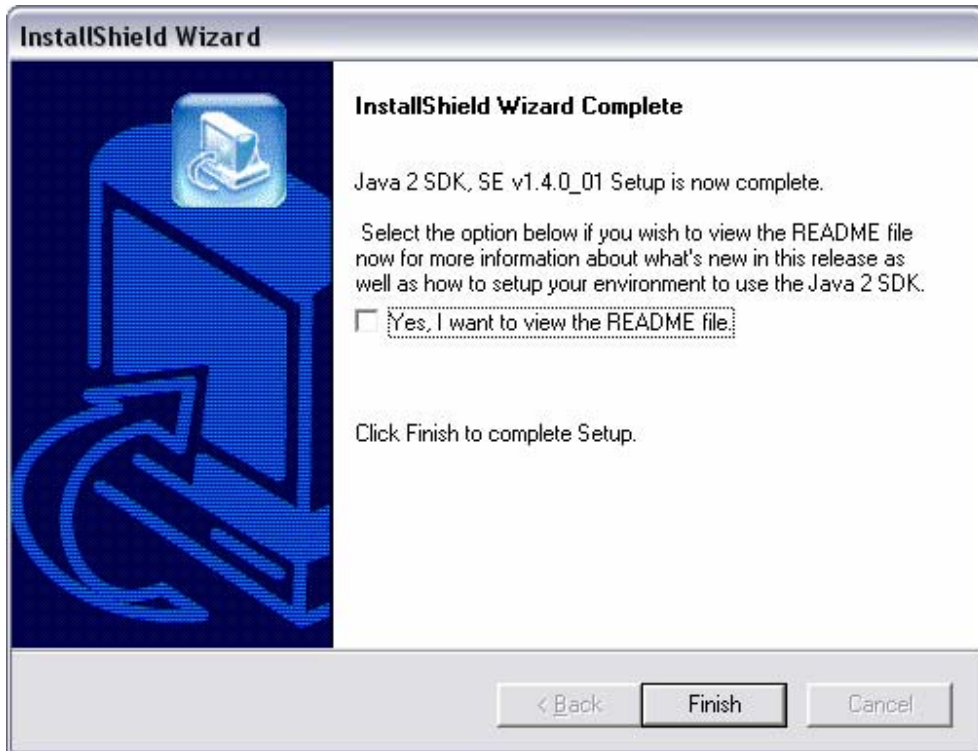 InstallShield Wizard
InstallShield Wizard Complete
Java 2 SDK, SE v1.4.0_01 Setup is now complete.
Select the option below if you wish to view the README file
now for more information about what's new in this release as
well as how to setup your environment to use the Java 2 SDK.
Yes, I want to view the README file.
Click Finish to complete Setup.
< Back Finish Cancel